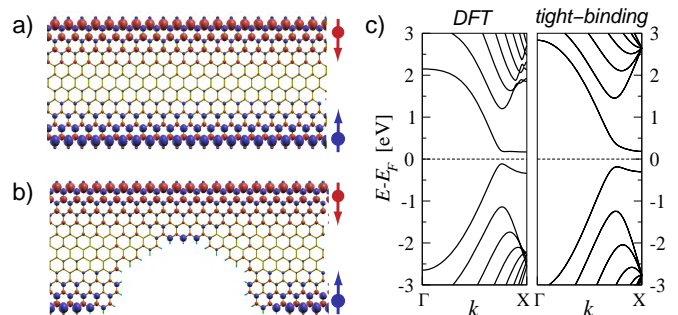 a)
b)
c)
DFT
tight-binding
E-E_F [eV]
3
2
1
0
-1
-2
-3
Γ
k
X
Γ
k
X
3
2
1
0
-1
-2
-3